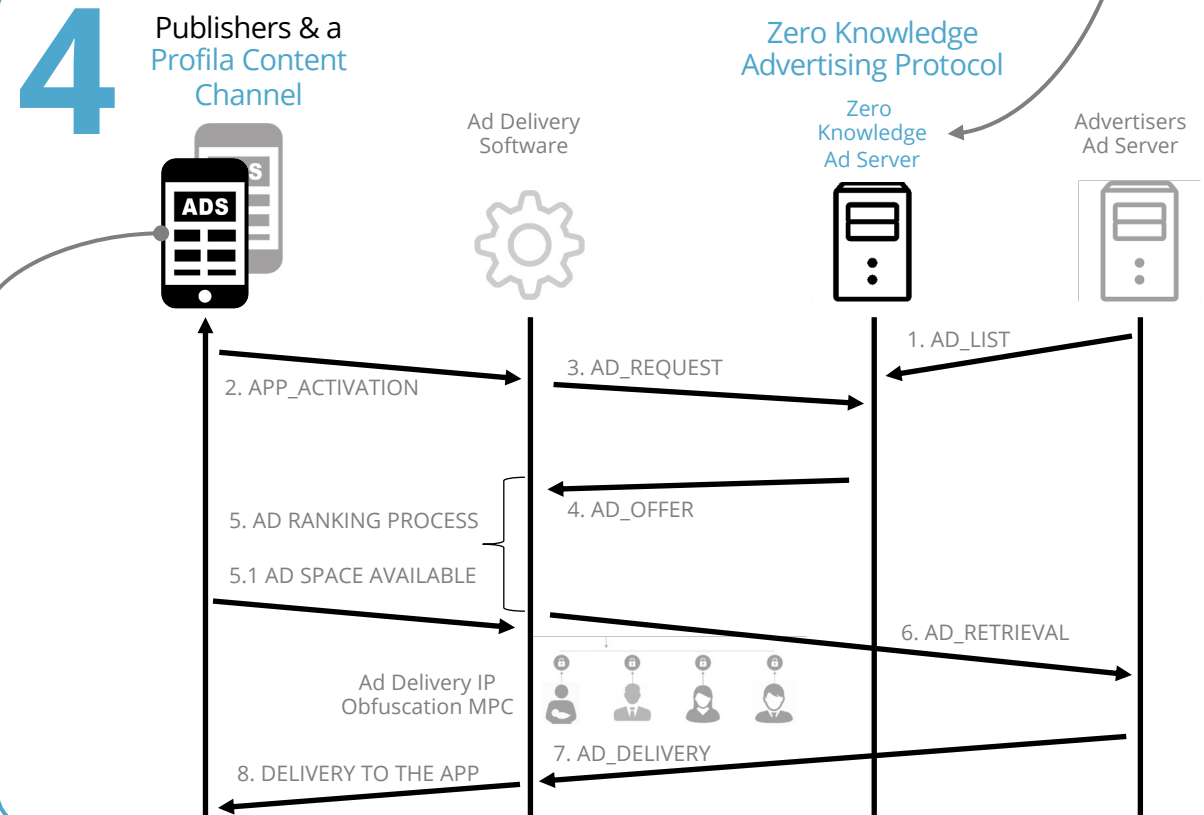 4
Publishers & a
Profila Content
Channel
Zero Knowledge
Advertising Protocol
Ad Delivery
Software
Zero
Knowledge
Ad Server
Advertisers
Ad Server
S
ADS
1. AD_LIST
2. APP_ACTIVATION
3. AD_REQUEST
4. AD_OFFER
5. AD RANKING PROCESS
5.1 AD SPACE AVAILABLE
6. AD_RETRIEVAL
Ad Delivery IP
Obfuscation MPC
7. AD_DELIVERY
8. DELIVERY TO THE APP